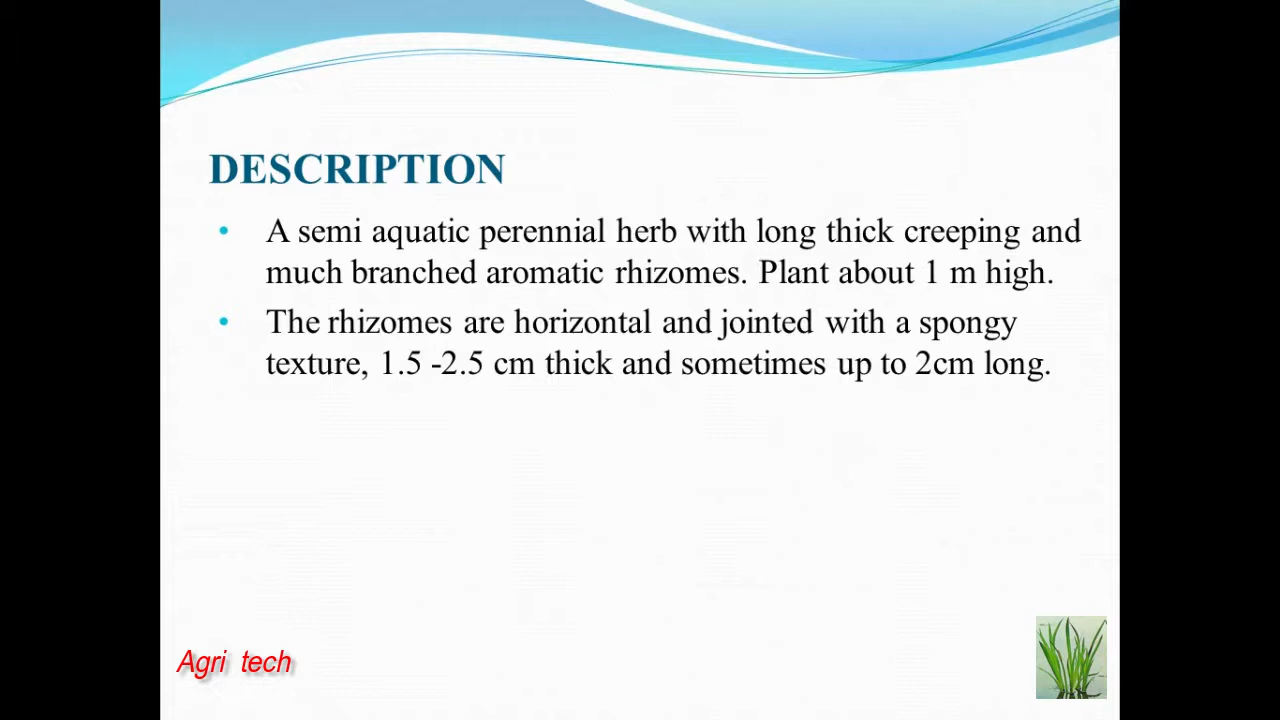 DESCRIPTION
• A semi aquatic perennial herb with long thick creeping and
much branched aromatic rhizomes. Plant about 1 m high.
• The rhizomes are horizontal and jointed with a spongy
texture, 1.5 -2.5 cm thick and sometimes up to 2cm long.
Agri tech